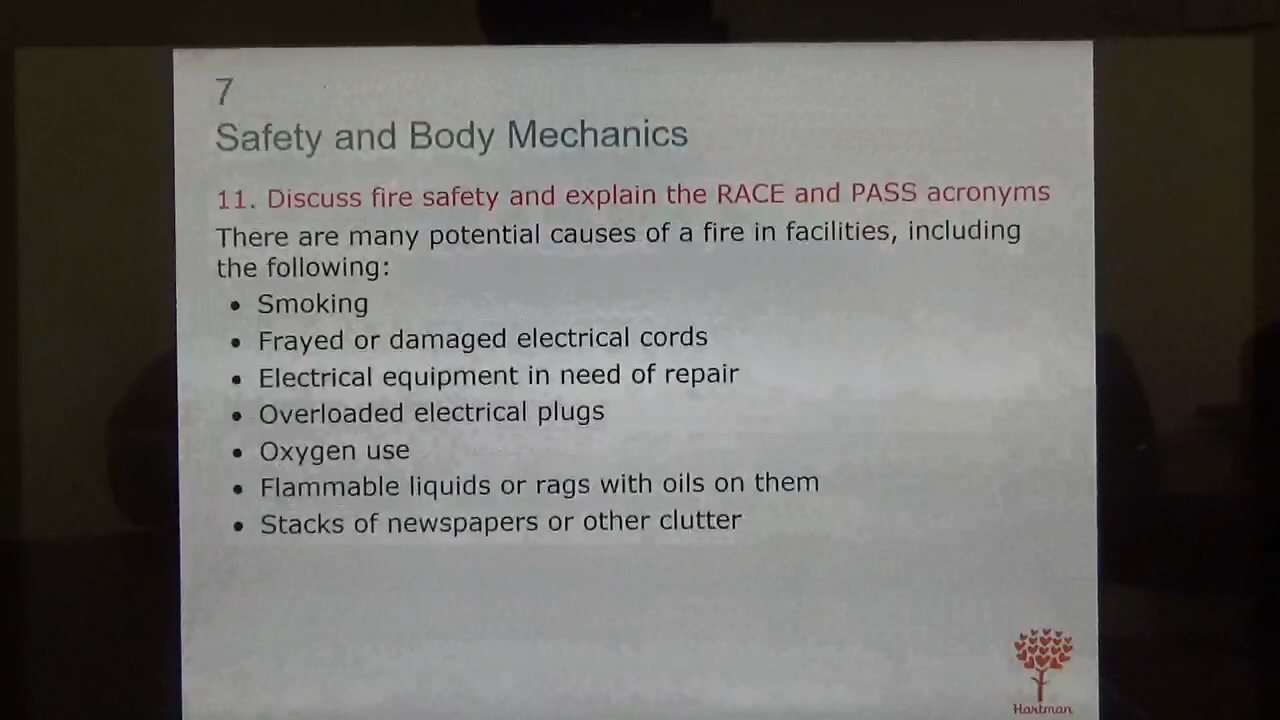 7
Safety and Body Mechanics
11. Discuss fire safety and explain the RACE and PASS acronyms
There are many potential causes of a fire in facilities, including
the following:
• Smoking
• Frayed or damaged electrical cords
• Electrical equipment in need of repair
• Overloaded electrical plugs
• Oxygen use
• Flammable liquids or rags with oils on them
• Stacks of newspapers or other clutter
Hartman